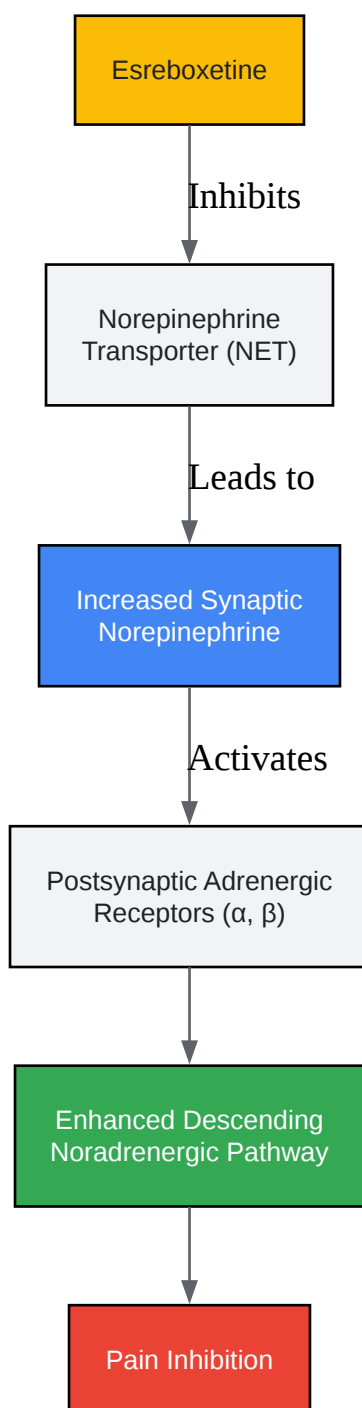 Esreboxetine
Inhibits
Norepinephrine
Transporter (NET)
Leads to
Increased Synaptic
Norepinephrine
Activates
Postsynaptic Adrenergic
Receptors (α, β)
Enhanced Descending
Noradrenergic Pathway
Pain Inhibition